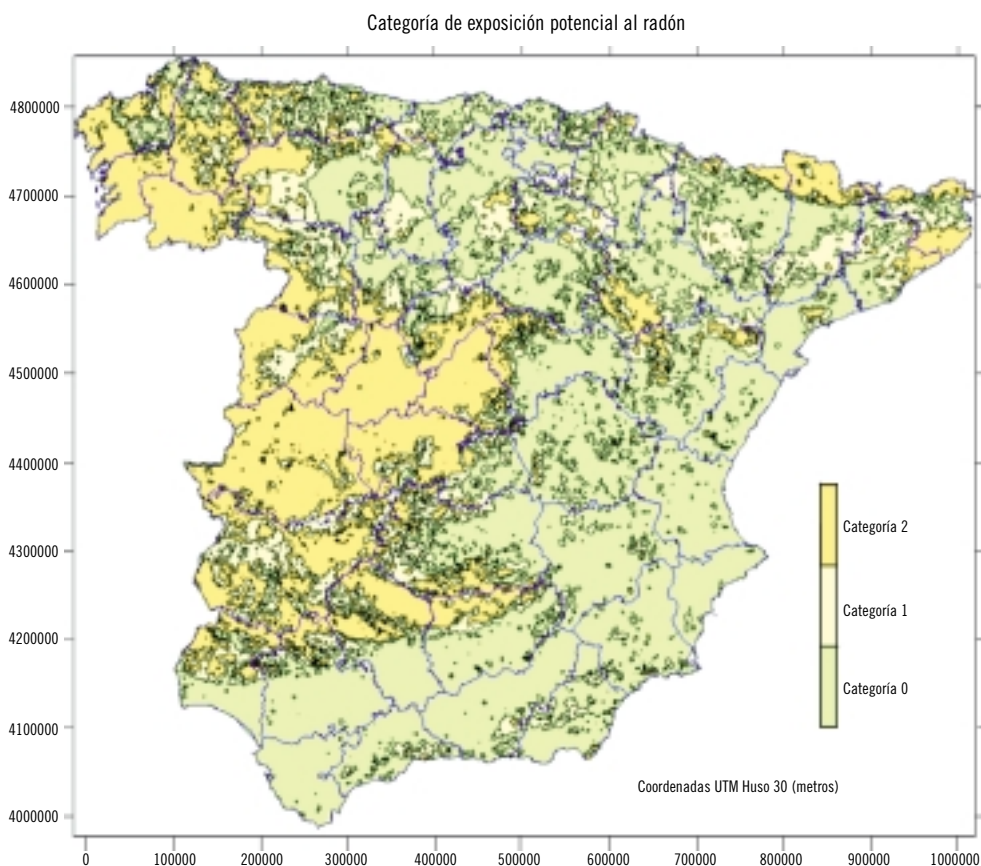 Categoría de exposición potencial al radón
4800000
4700000
4600000
4500000
4400000
4300000
4200000
4100000
4000000
Categoría 2
Categoría 1
Categoría 0
Coordenadas UTM Huso 30 (metros)
0 100000 200000 300000 400000 500000 600000 700000 800000 900000 1000000